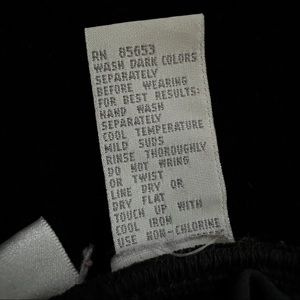 RN 85653
WASH DARK COLORS
SEPARATELY
BEFORE WEARING
FOR BEST RESULTS:
HAND WASH
SEPARATELY
COOL TEMPERATURE
MILD SUDS
RINSE THOROUGHLY
DO NOT WRING
OR TWIST
LINE DRY OR
DRY FLAT
TOUCH UP WITH
COOL IRON
USE NON-CHLORINE